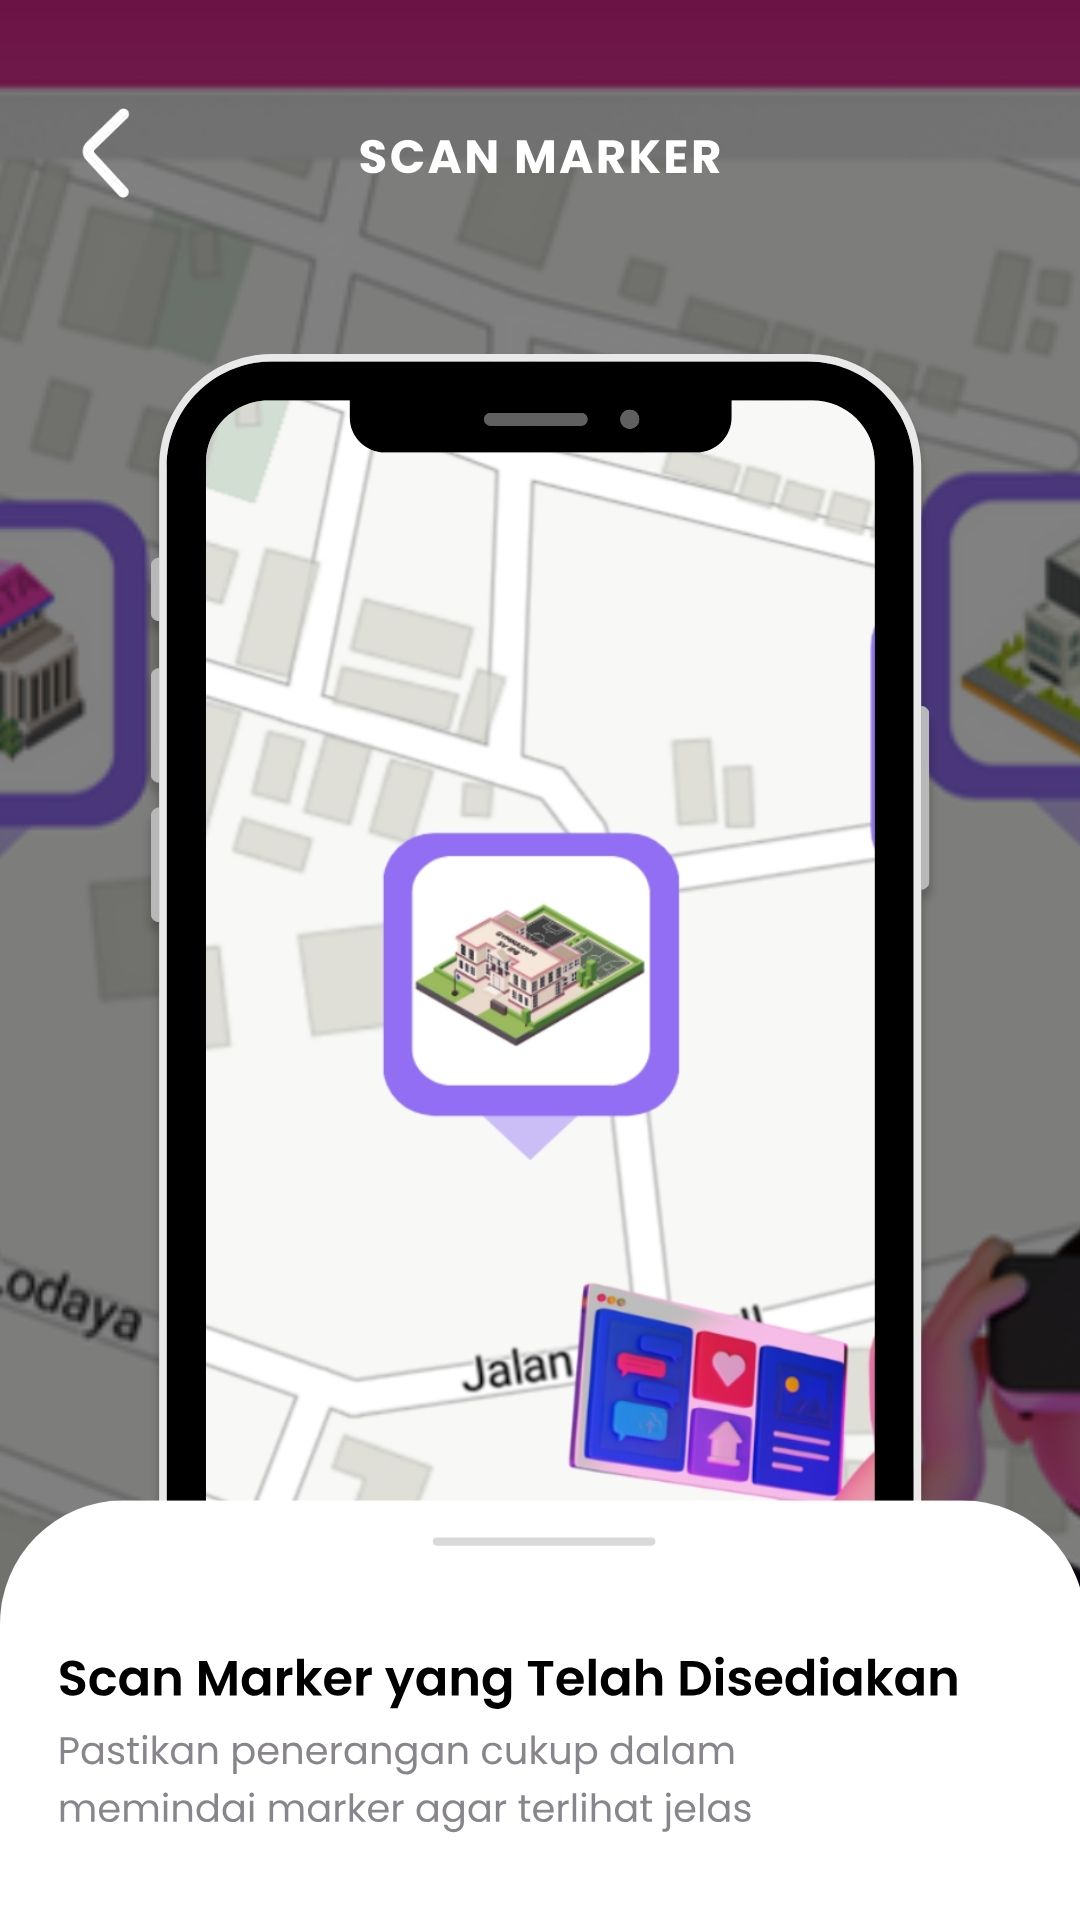 SCAN MARKER
Lodaya
Jalan
Scan Marker yang Telah Disediakan
Pastikan penerangan cukup dalam
memindai marker agar terlihat jelas